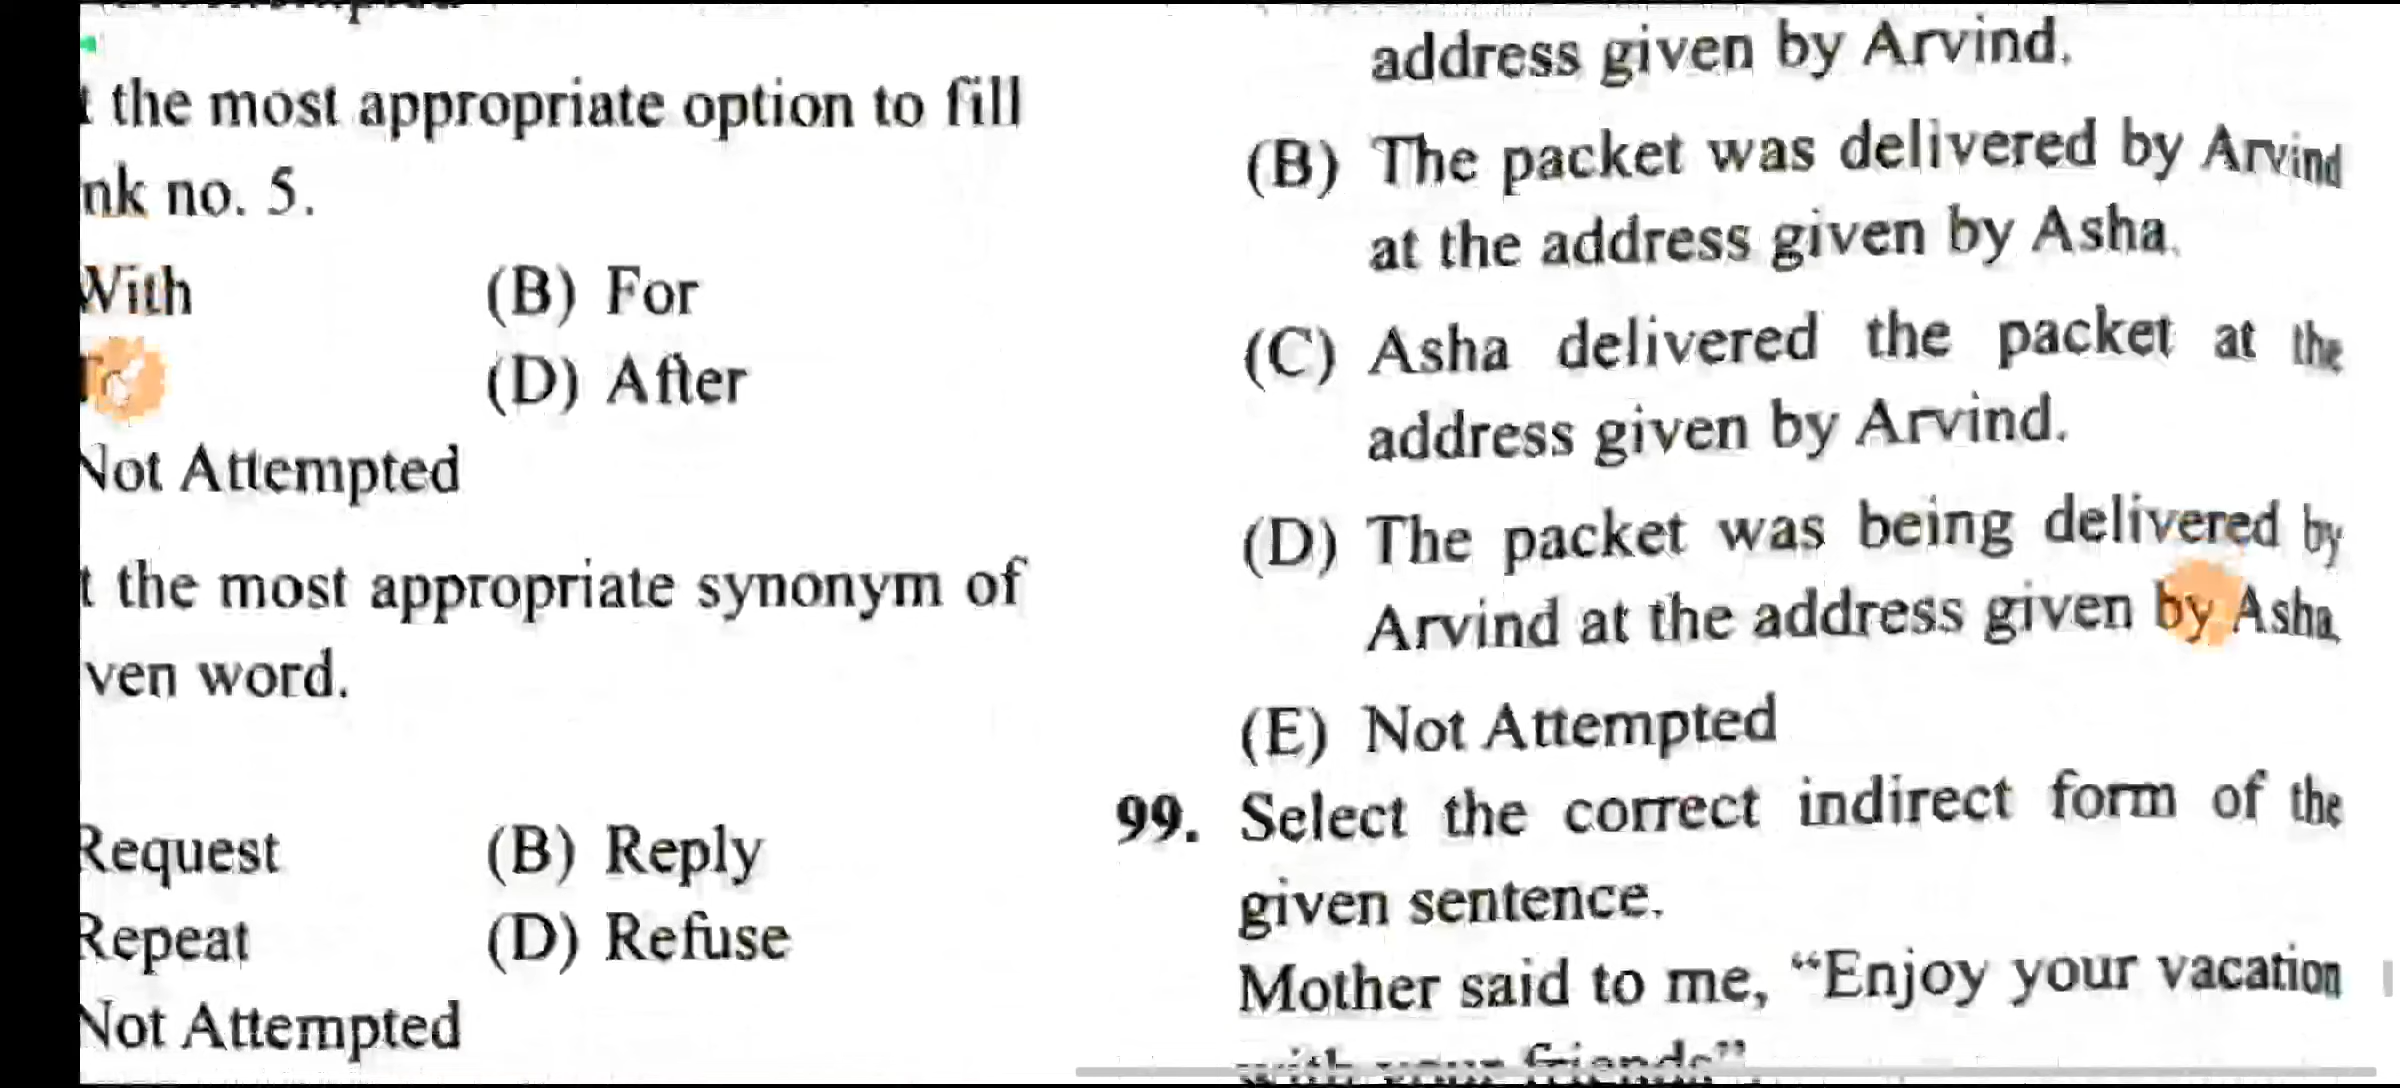 the most appropriate option to fill
nk no. 5.
With
(B) For
To
(D) After
Not Attempted
the most appropriate synonym of
ven word.
Request
(B) Reply
Repeat
(D) Refuse
Not Attempted
address given by Arvind.
(B) The packet was delivered by Arvind
at the address given by Asha.
(C) Asha delivered the packet at the
address given by Arvind.
(D) The packet was being delivered by
Arvind at the address given by Asha
(E) Not Attempted
99. Select the correct indirect form of the
given sentence.
Mother said to me, “Enjoy your vacation
with your friends”